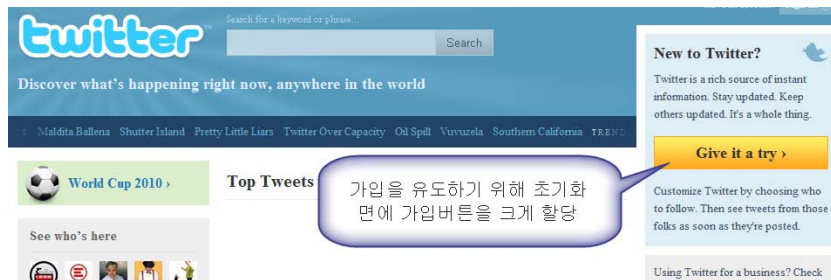 twitter
Search for a keyword or phrase...
Search
Discover what's happening right now, anywhere in the world
Maldita Ballena Shutter Island Pretty Little Liars Twitter Over Capacity Oil Spill Vuvuzela Southern California TREND
World Cup 2010 ›
See who's here
Top Tweets
가입을 유도하기 위해 초기화
면에 가입버튼을 크게 할당
New to Twitter?
Twitter is a rich source of instant
information. Stay updated. Keep
others updated. It's a whole thing.
Give it a try ›
Customize Twitter by choosing who
to follow. Then see tweets from those
folks as soon as they're posted.
Using Twitter for a business? Check